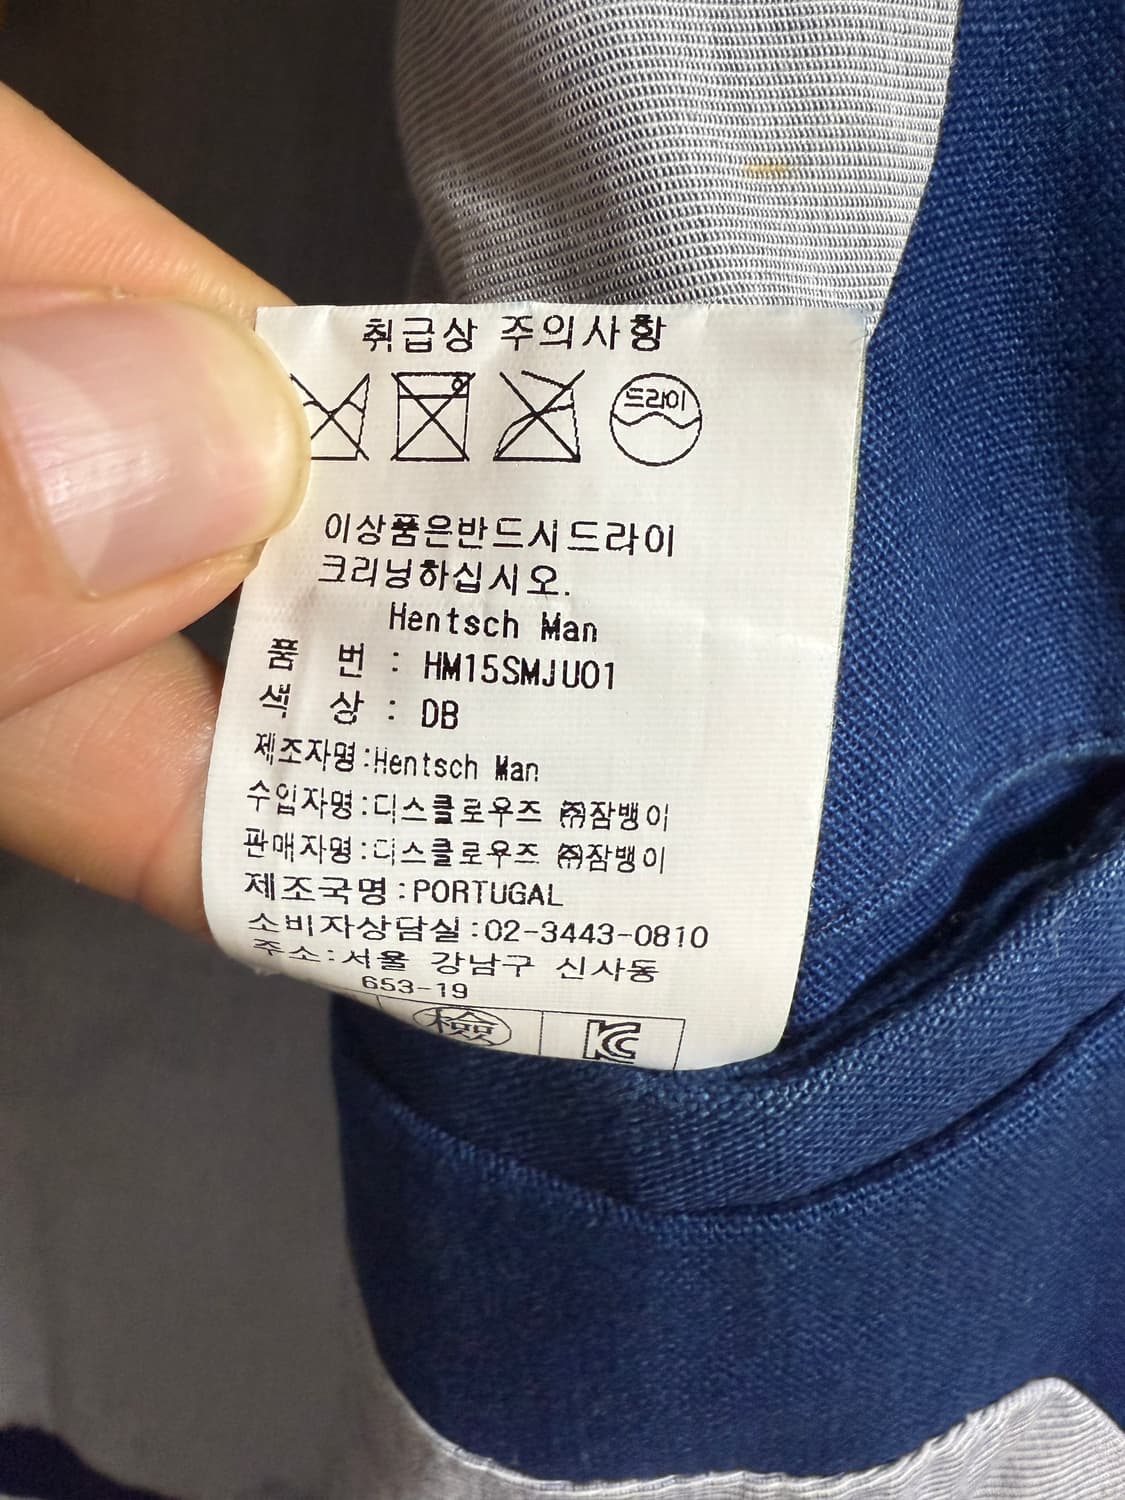 취급상 주의사항
드라이
이상품은반드시드라이
크리닝하십시오.
Hentsch Man
품 번 : HM15SMJU01
색 상 : DB
제조자명:Hentsch Man
수입자명:디스클로우즈 ㈜잠뱅이
판매자명:디스클로우즈 ㈜잠뱅이
제조국명:PORTUGAL
소비자상담실:02-3443-0810
주소:서울 강남구 신사동
653-19
檢 KC